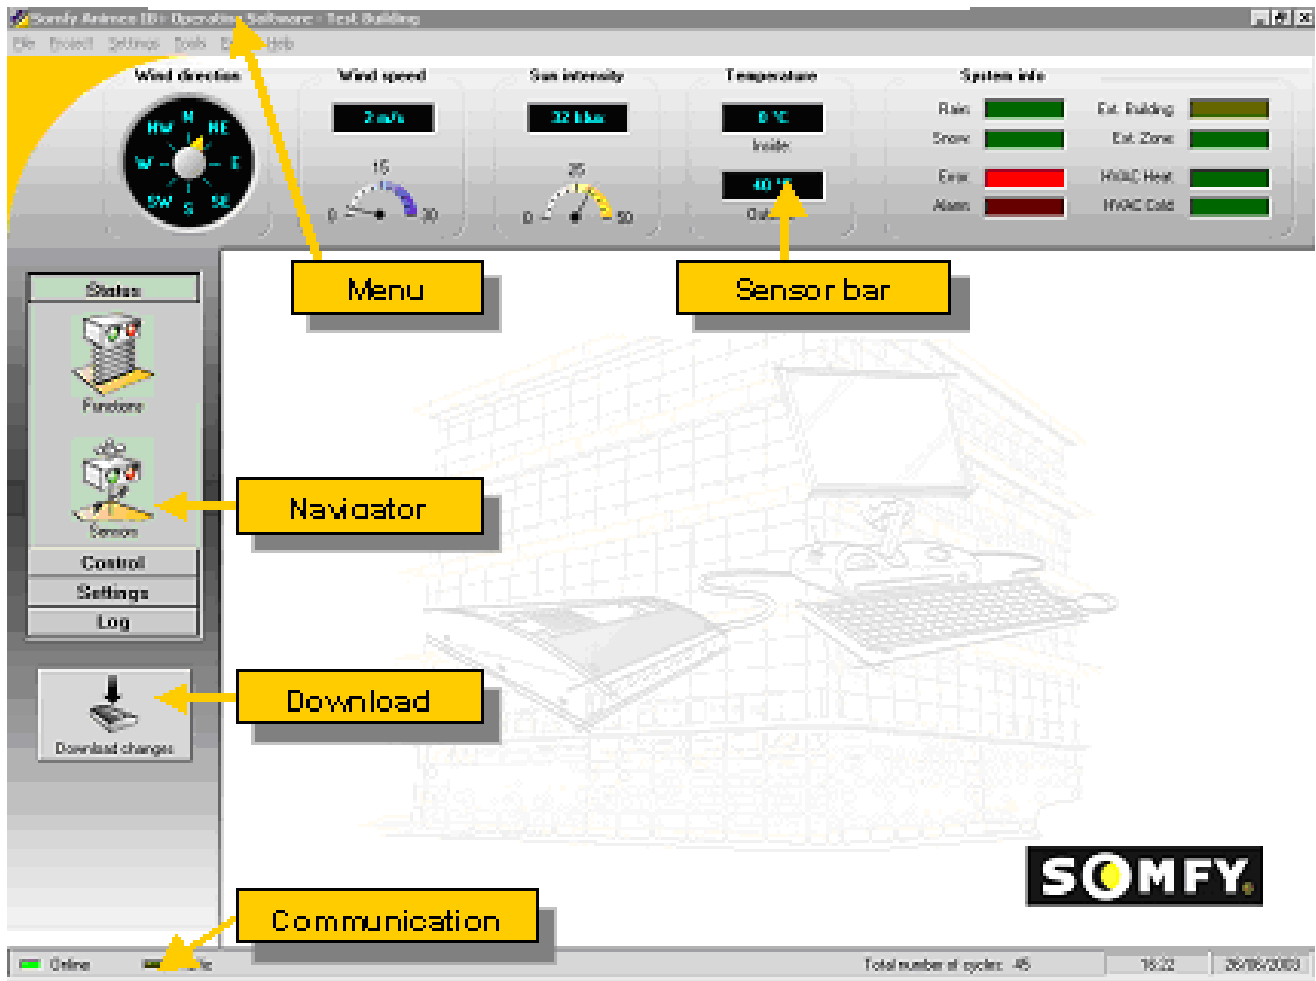 Somfy Animeo IB+ Operating Software - Test Building
File Project Settings Tools Help
Wind direction
Wind speed
Sun intensity
Temperature
System info
N
NE
E
SE
S
SW
W
NW
2 m/s
0
15
30
32 klux
0
25
50
0 °C
Inside:
40 °C
Rain:
Snow:
Error:
Alarm:
Ext. Building:
Ext. Zone:
HVAC Heat:
HVAC Cold:
Menu
Sensor bar
Status
Functions
Sensors
Control
Settings
Log
Navigator
Download
Download changes
Communication
SOMFY®
Online
Total number of cycles: 45
16:22